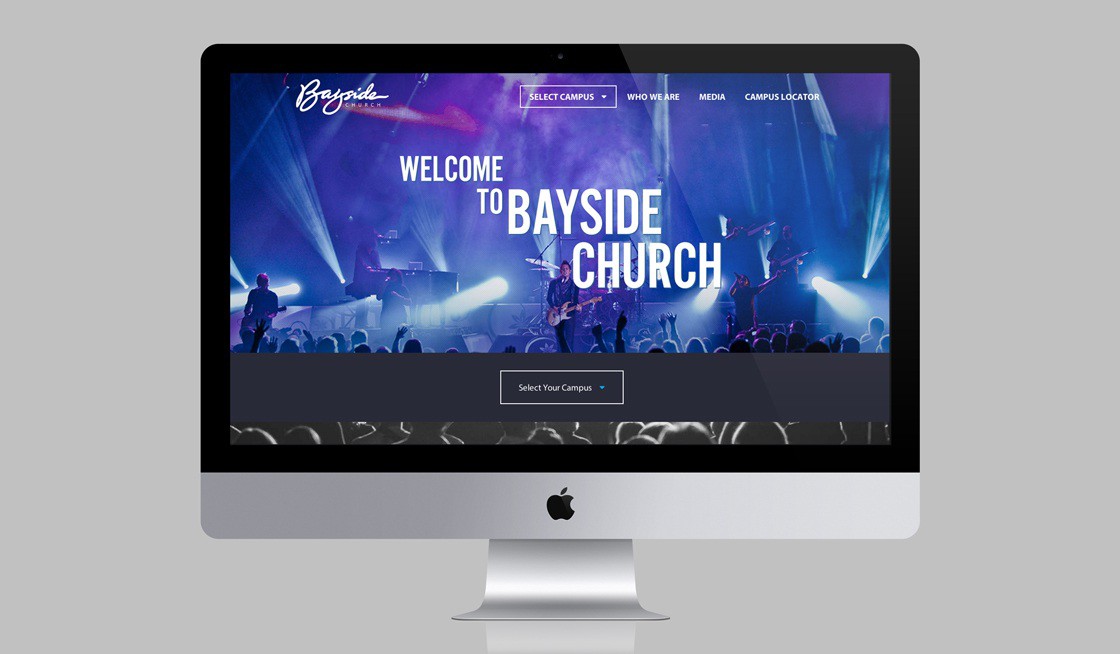 Bayside
CHURCH
SELECT CAMPUS
WHO WE ARE
MEDIA
CAMPUS LOCATOR
WELCOME
TO BAYSIDE
CHURCH
Select Your Campus